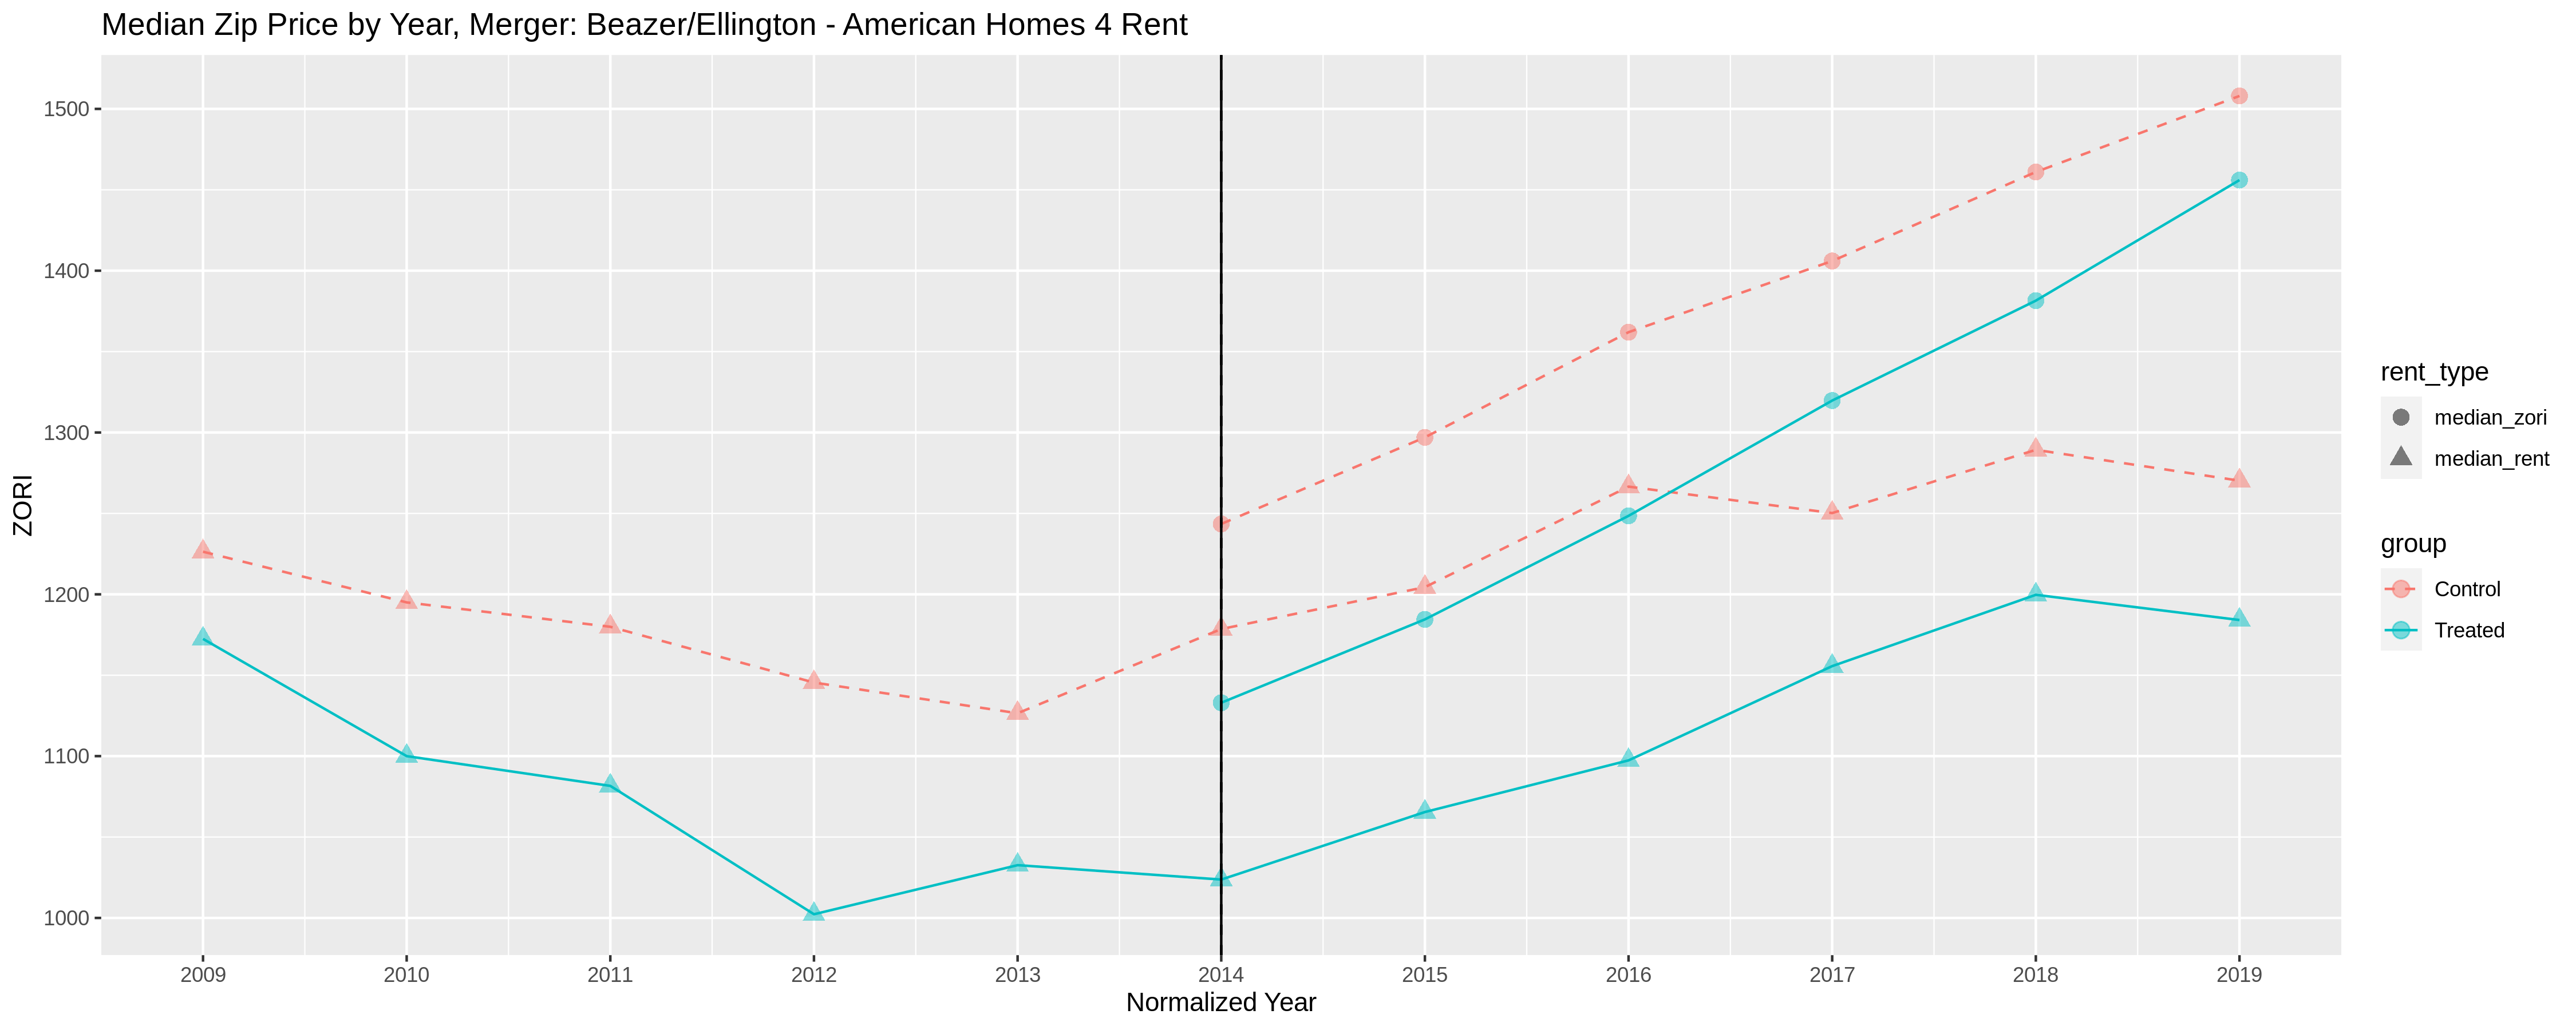 Median Zip Price by Year, Merger: Beazer/Ellington - American Homes 4 Rent
ZORI
1500
1400
1300
1200
1100
1000
2009 2010 2011 2012 2013 2014 2015 2016 2017 2018 2019
Normalized Year
rent_type
median_zori
median_rent
group
Control
Treated